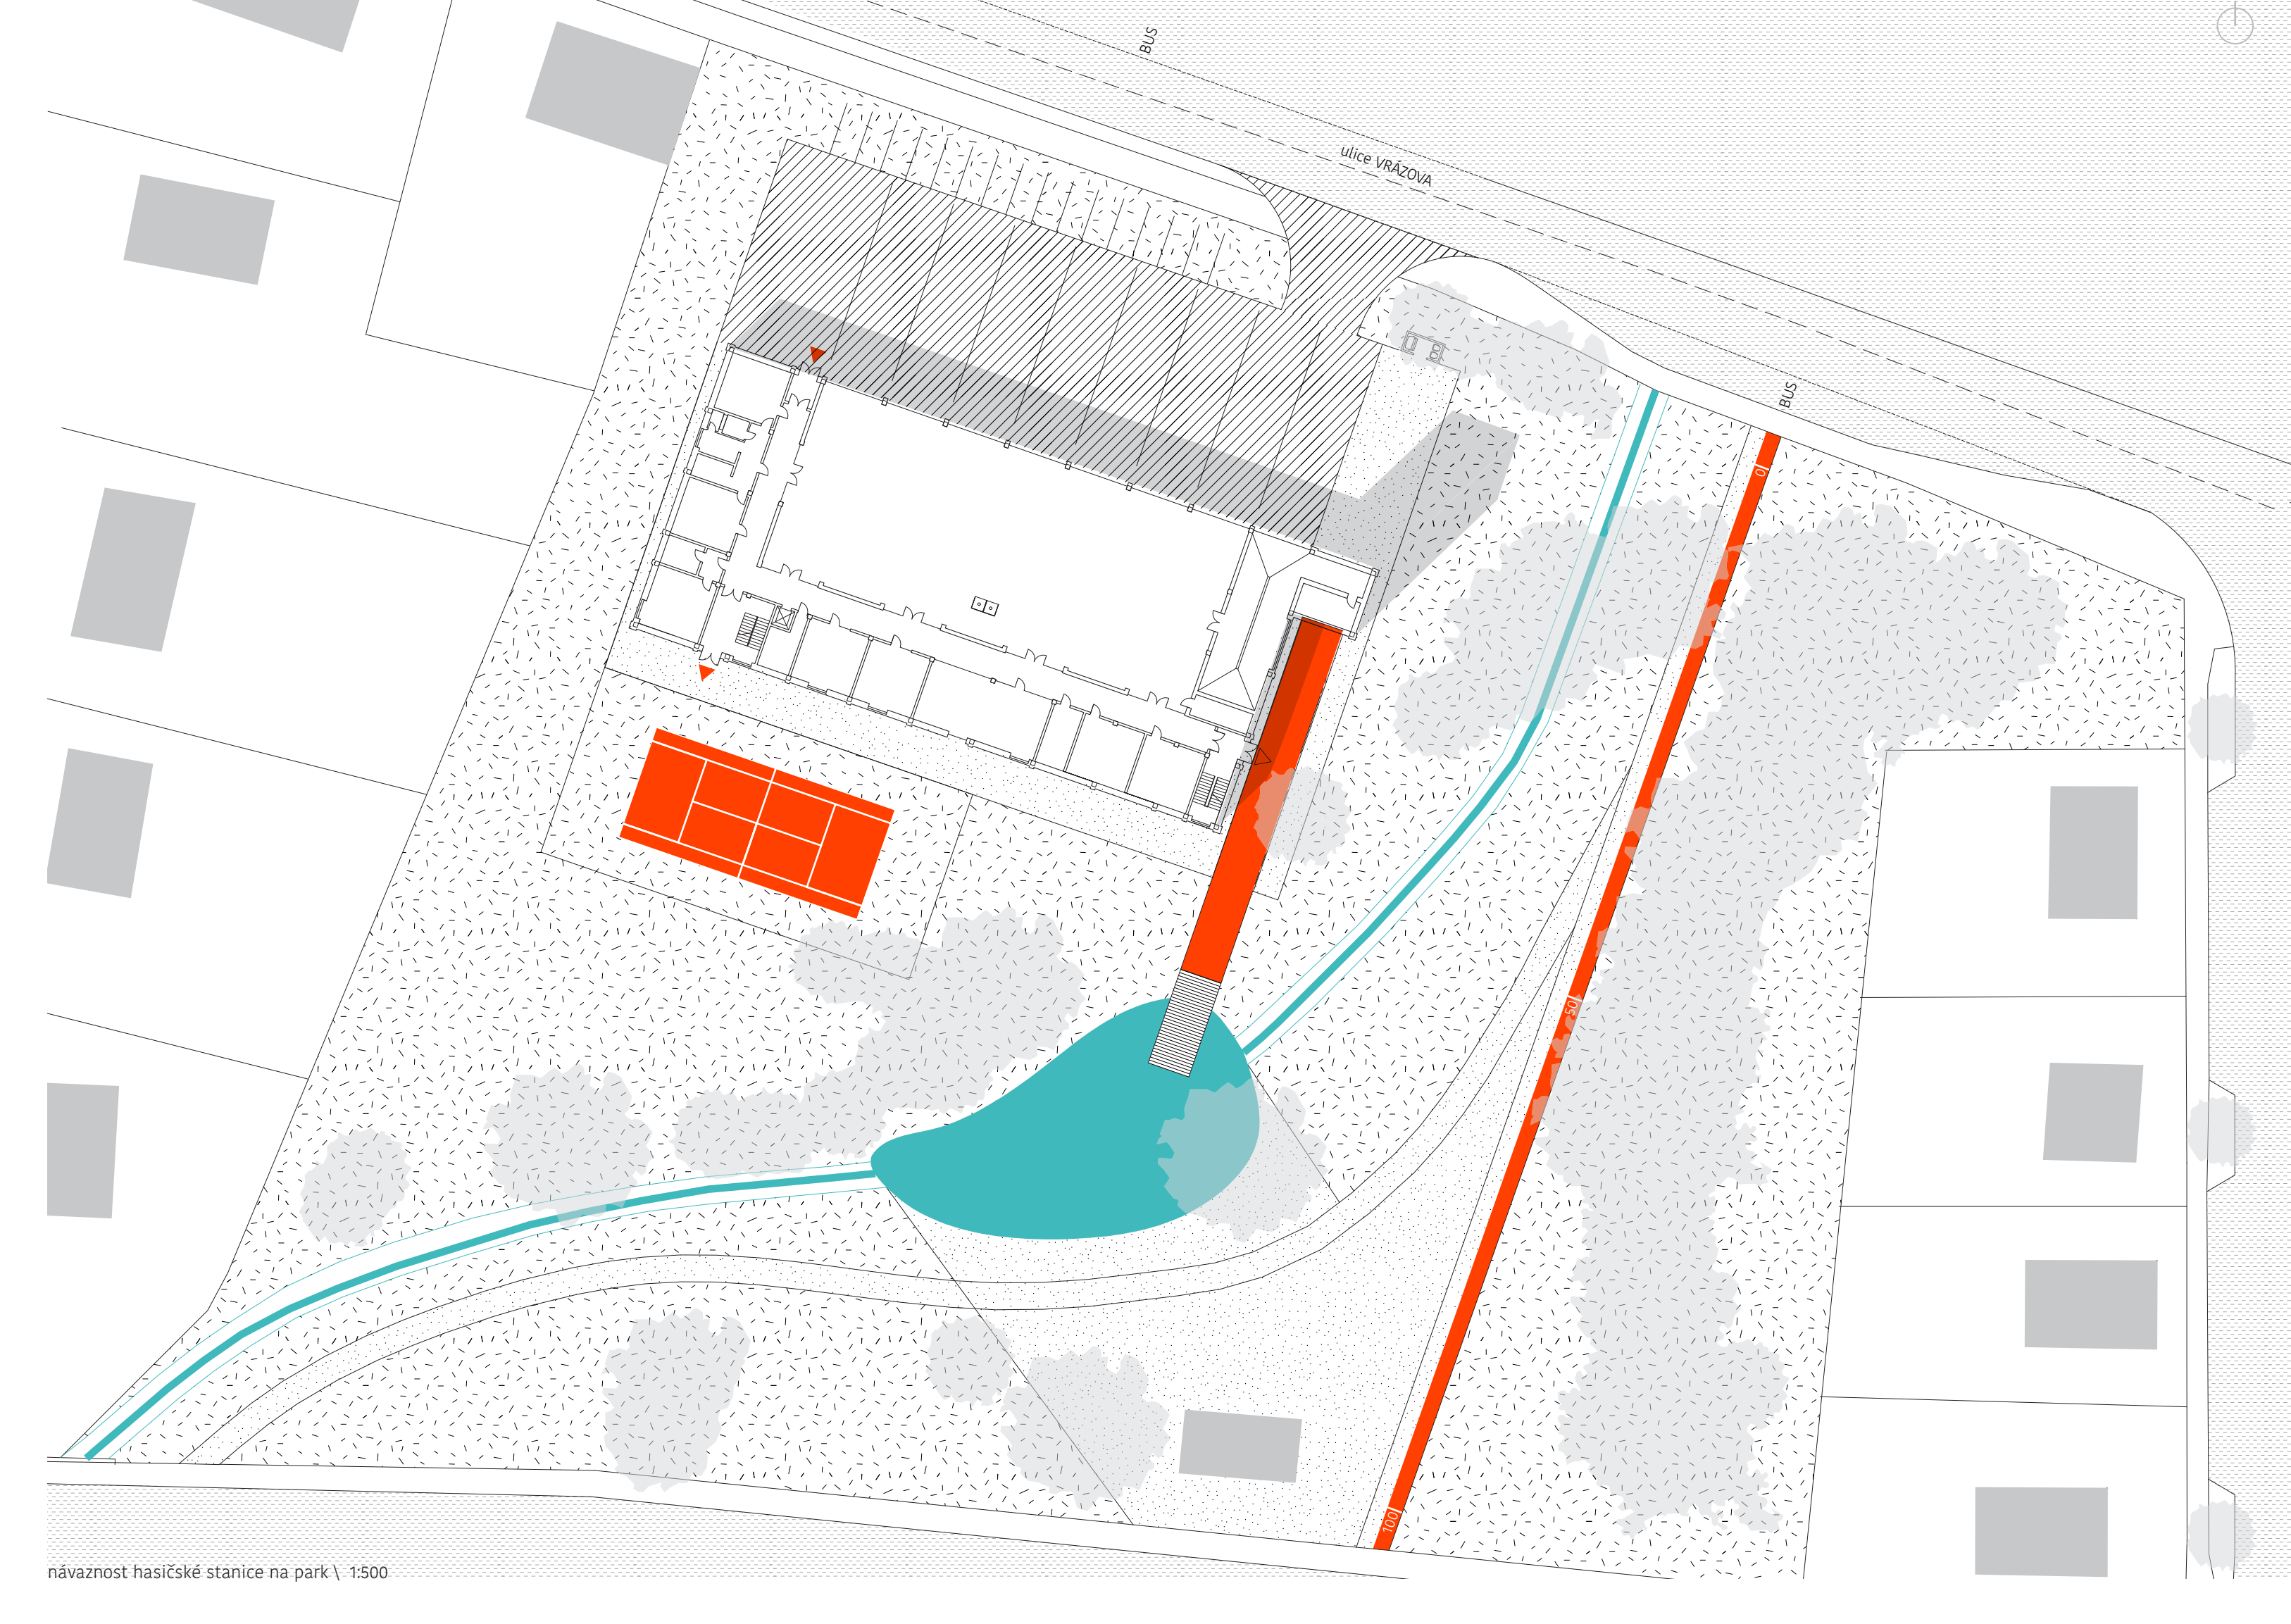 BUS
ulice VRÁZOVA
BUS
0
50
100
návaznost hasičské stanice na park \ 1:500